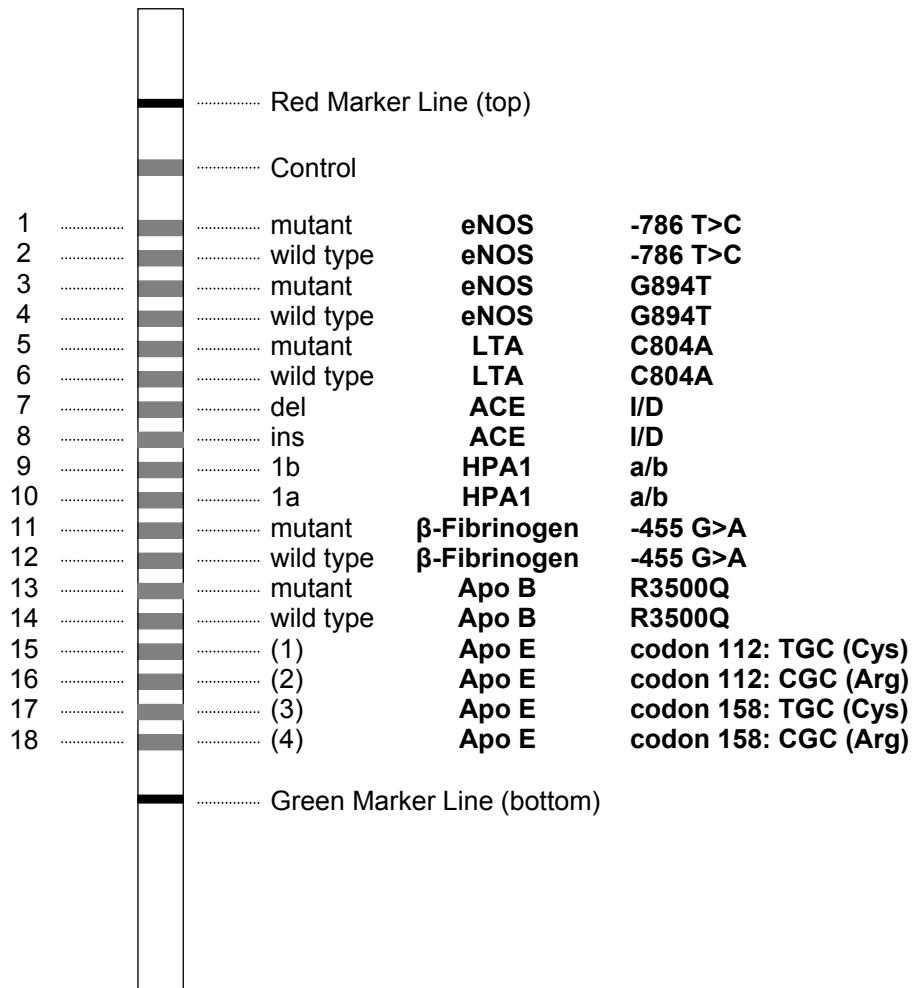 Red Marker Line (top)
Control
1 mutant eNOS -786 T>C
2 wild type eNOS -786 T>C
3 mutant eNOS G894T
4 wild type eNOS G894T
5 mutant LTA C804A
6 wild type LTA C804A
7 del ACE I/D
8 ins ACE I/D
9 1b HPA1 a/b
10 1a HPA1 a/b
11 mutant β-Fibrinogen -455 G>A
12 wild type β-Fibrinogen -455 G>A
13 mutant Apo B R3500Q
14 wild type Apo B R3500Q
15 (1) Apo E codon 112: TGC (Cys)
16 (2) Apo E codon 112: CGC (Arg)
17 (3) Apo E codon 158: TGC (Cys)
18 (4) Apo E codon 158: CGC (Arg)
Green Marker Line (bottom)